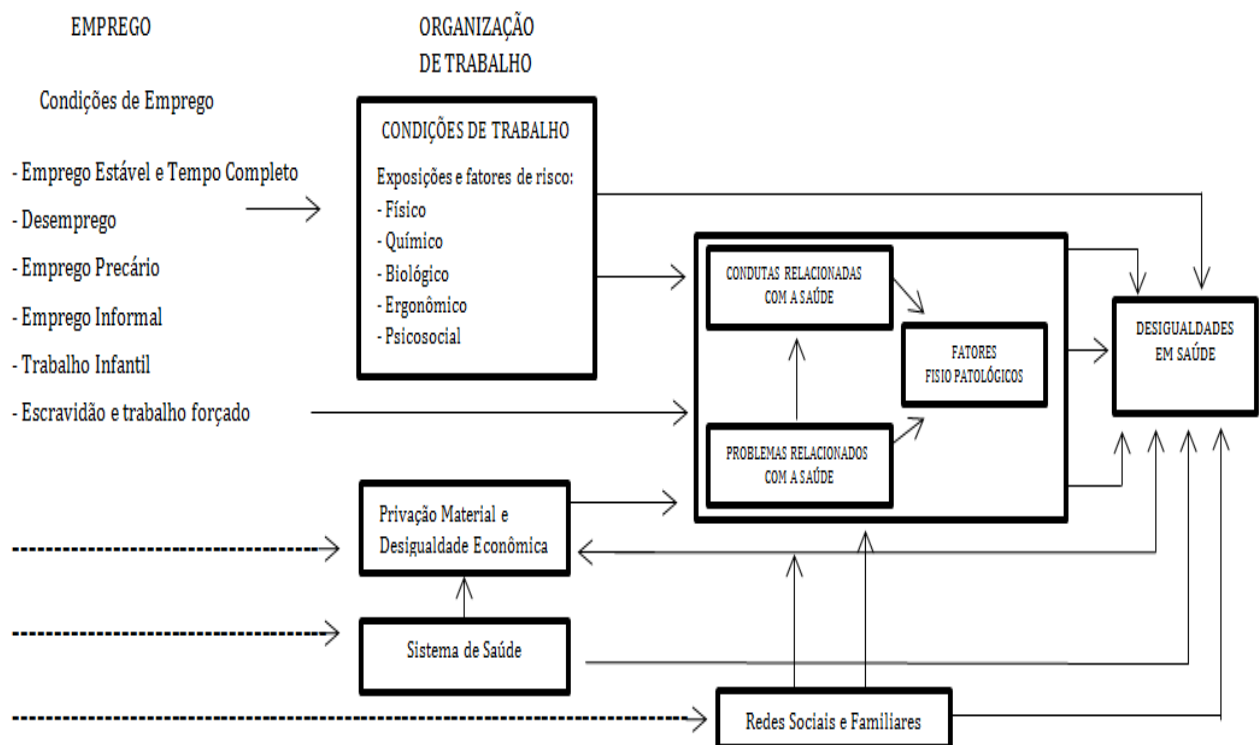 EMPREGO
ORGANIZAÇÃO
DE TRABALHO
Condições de Emprego
- Emprego Estável e Tempo Completo
- Desemprego
- Emprego Precário
- Emprego Informal
- Trabalho Infantil
- Escravidão e trabalho forçado
CONDIÇÕES DE TRABALHO
Exposições e fatores de risco:
- Físico
- Químico
- Biológico
- Ergonômico
- Psicosocial
CONDUTAS RELACIONADAS
COM A SAÚDE
FATORES
FISIO PATOLÓGICOS
PROBLEMAS RELACIONADOS
COM A SAÚDE
DESIGUALDADES
EM SAÚDE
Privação Material e
Desigualdade Econômica
Sistema de Saúde
Redes Sociais e Familiares